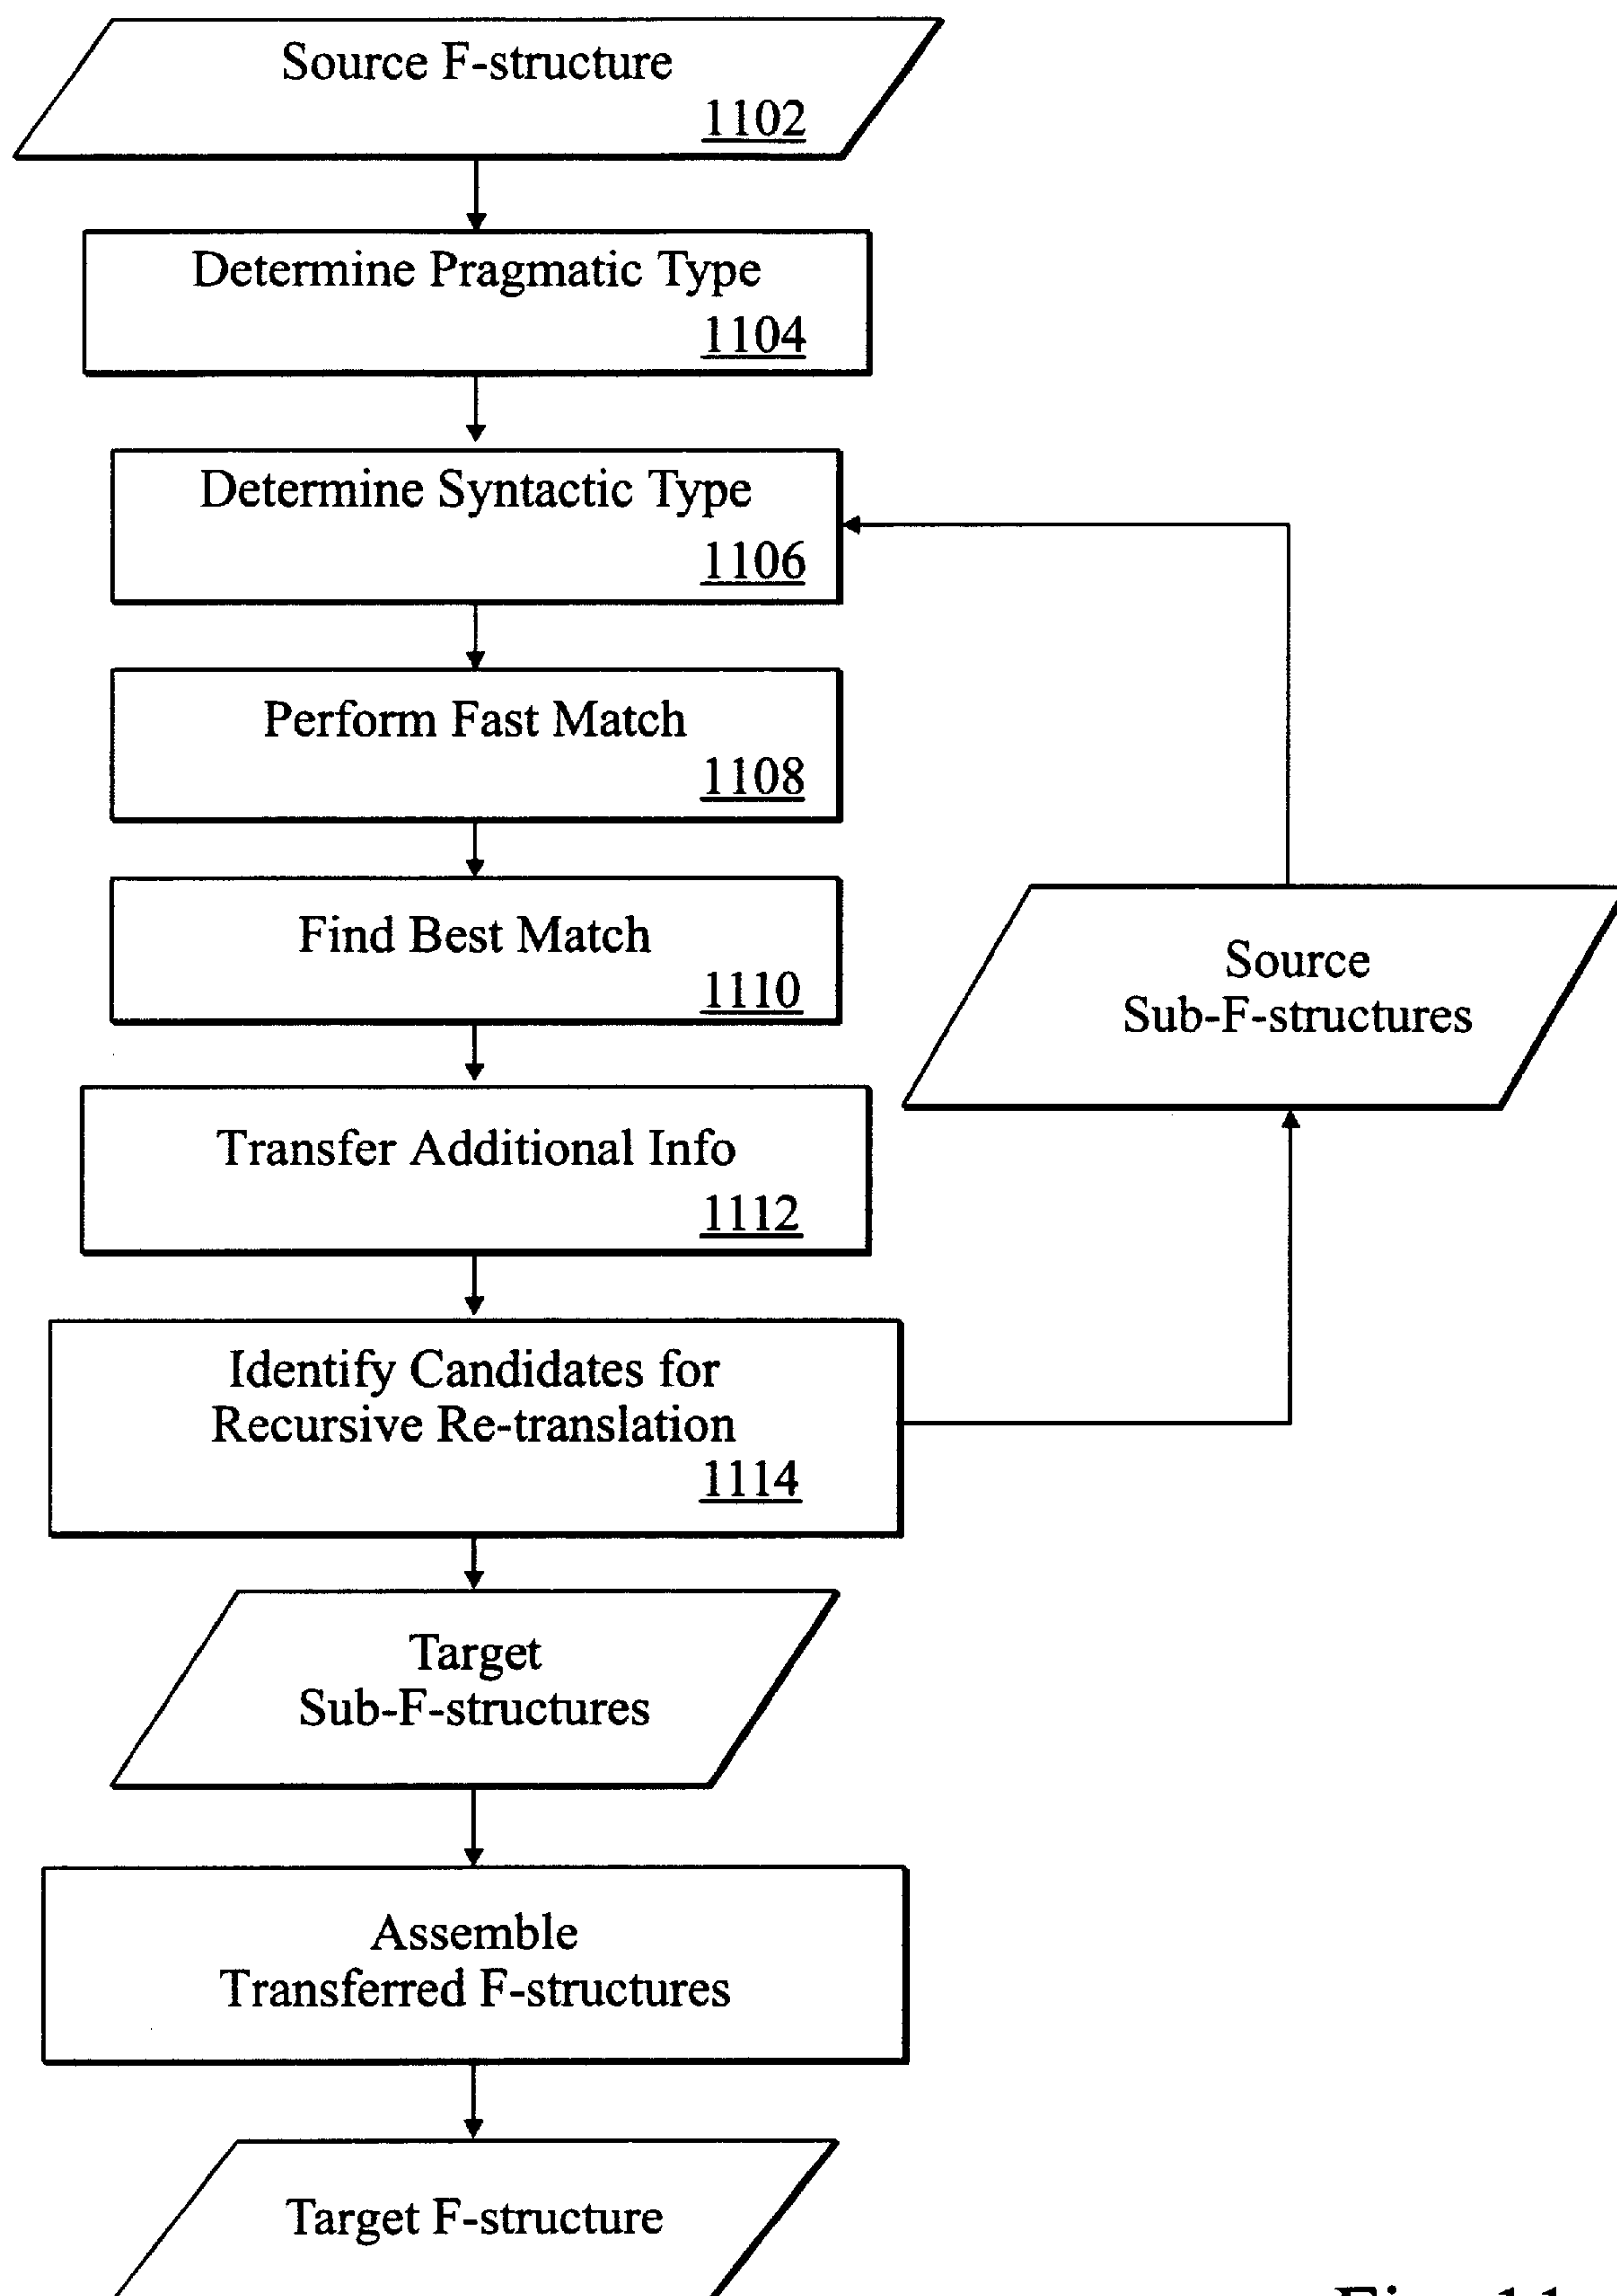 Source F-structure
1102
Determine Pragmatic Type
1104
Determine Syntactic Type
1106
Perform Fast Match
1108
Find Best Match
1110
Source
Sub-F-structures
Transfer Additional Info
1112
Identify Candidates for
Recursive Re-translation
1114
Target
Sub-F-structures
Assemble
Transferred F-structures
Target F-structure